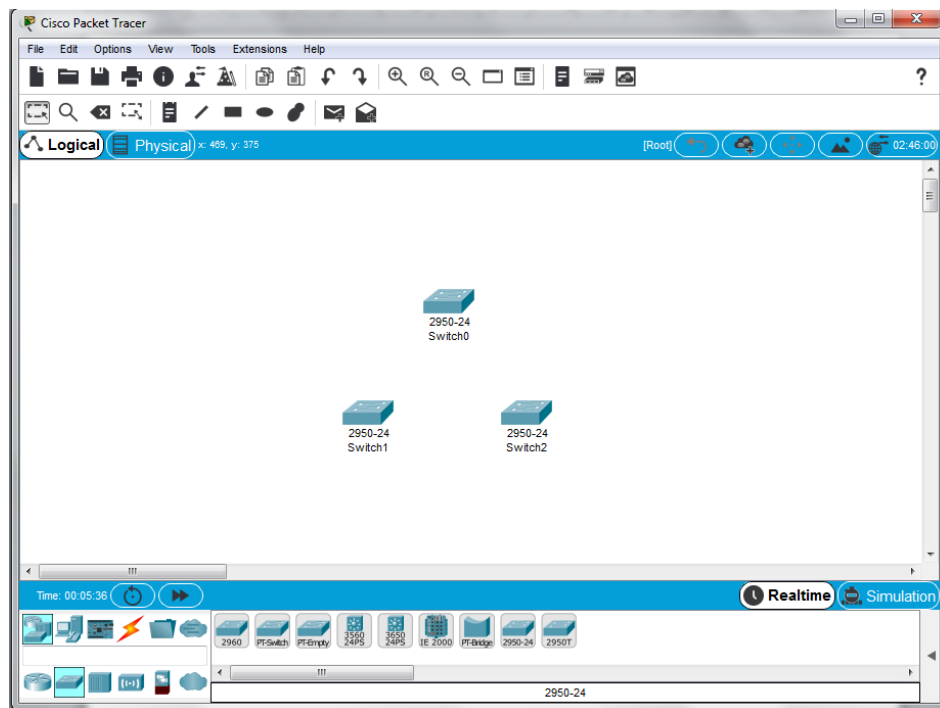 Cisco Packet Tracer
File Edit Options View Tools Extensions Help
?
Logical Physical x: 469, y: 375 [Root] 02:46:00
2950-24
Switch0
2950-24
Switch1
2950-24
Switch2
Time: 00:05:36 Realtime Simulation
2960 PT-Switch PT-Empty 3560 24PS 3650 24PS IE 2000 PT-Bridge 2950-24 2950T
2950-24